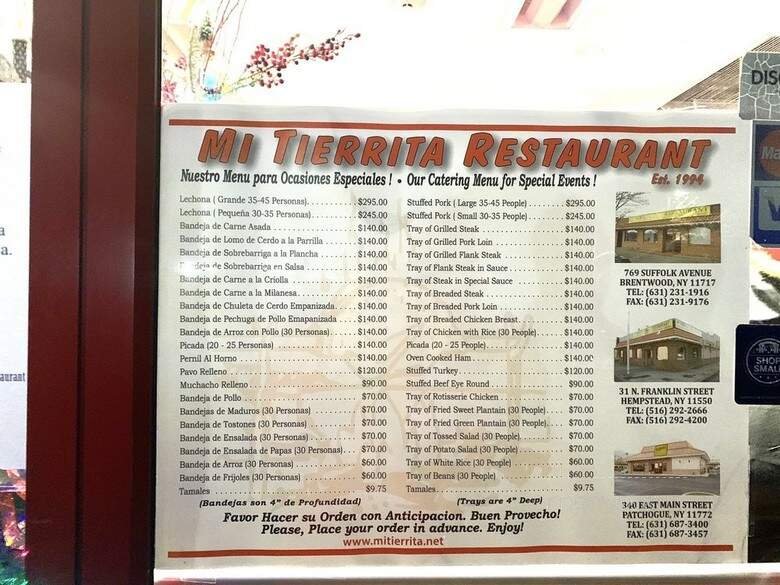 a
a.
aurant
MI TIERRITA RESTAURANT
Est. 1994
Nuestro Menu para Ocasiones Especiales ! • Our Catering Menu for Special Events !
Lechona ( Grande 35-45 Personas). $295.00
Lechona ( Pequeña 30-35 Personas) $245.00
Bandeja de Carne Asada $140.00
Bandeja de Lomo de Cerdo a la Parrilla $140.00
Bandeja de Sobrebarriga a la Plancha $140.00
Bandeja de Sobrebarriga en Salsa $140.00
Bandeja de Carne a la Criolla $140.00
Bandeja de Carne a la Milanesa $140.00
Bandeja de Chuleta de Cerdo Empanizada $140.00
Bandeja de Pechuga de Pollo Emapanizada $140.00
Bandeja de Arroz con Pollo (30 Personas) $140.00
Picada (20 - 25 Personas) $140.00
Pernil Al Horno $140.00
Pavo Relleno $120.00
Muchacho Relleno $90.00
Bandeja de Pollo $70.00
Bandejas de Maduros (30 Personas) $70.00
Bandeja de Tostones (30 Personas) $70.00
Bandeja de Ensalada (30 Personas) $70.00
Bandeja de Ensalada de Papas (30 Personas) $70.00
Bandeja de Arroz (30 Personas) $60.00
Bandeja de Frijoles (30 Personas) $60.00
Tamales $9.75
(Bandejas son 4" de Profundidad)
Stuffed Pork ( Large 35-45 People) $295.00
Stuffed Pork ( Small 30-35 People) $245.00
Tray of Grilled Steak $140.00
Tray of Grilled Pork Loin $140.00
Tray of Grilled Flank Steak $140.00
Tray of Flank Steak in Sauce $140.00
Tray of Steak in Special Sauce $140.00
Tray of Breaded Steak $140.00
Tray of Breaded Pork Loin $140.00
Tray of Breaded Chicken Breast $140.00
Tray of Chicken with Rice (30 People) $140.00
Picada (20 - 25 People) $140.00
Oven Cooked Ham $140.00
Stuffed Turkey $120.00
Stuffed Beef Eye Round $90.00
Tray of Rotisserie Chicken $70.00
Tray of Fried Sweet Plantain (30 People) $70.00
Tray of Fried Green Plantain (30 People) $70.00
Tray of Tossed Salad (30 People) $70.00
Tray of Potato Salad (30 People) $70.00
Tray of White Rice (30 People) $60.00
Tray of Beans (30 People) $60.00
Tamales $9.75
(Trays are 4" Deep)
Favor Hacer su Orden con Anticipacion. Buen Provecho!
Please, Place your order in advance. Enjoy!
www.mitierrita.net
769 SUFFOLK AVENUE
BRENTWOOD, NY 11717
TEL: (631) 231-1916
FAX: (631) 231-9176
31 N. FRANKLIN STREET
HEMPSTEAD, NY 11550
TEL: (516) 292-2666
FAX: (516) 292-4200
340 EAST MAIN STREET
PATCHOGUE, NY 11772
TEL: (631) 687-3400
FAX: (631) 687-3457
DISC
Ma
V
SHOP
SMALL